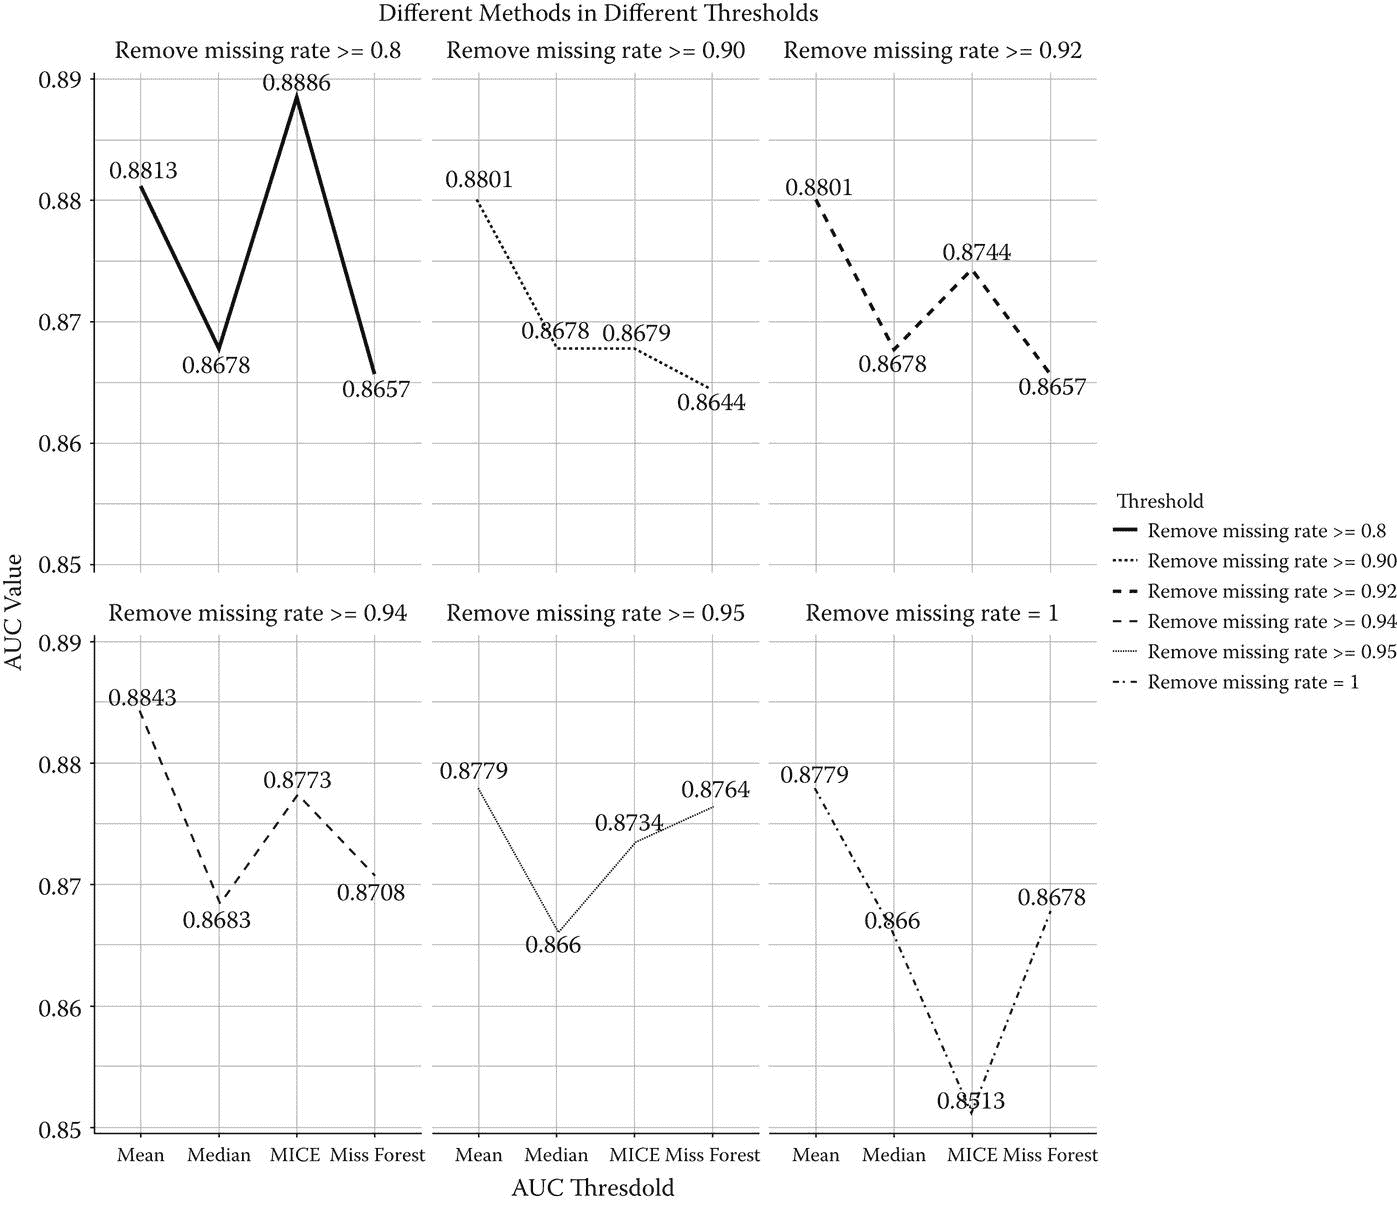 Different Methods in Different Thresholds
Remove missing rate >= 0.8
Remove missing rate >= 0.90
Remove missing rate >= 0.92
0.89
0.88
0.87
0.86
0.85
0.8813
0.8678
0.8886
0.8657
0.8801
0.8678
0.8679
0.8644
0.8801
0.8678
0.8744
0.8657
AUC Value
Remove missing rate >= 0.94
Remove missing rate >= 0.95
Remove missing rate = 1
0.89
0.88
0.87
0.86
0.85
0.8843
0.8683
0.8773
0.8708
0.8779
0.866
0.8734
0.8764
0.8779
0.866
0.8513
0.8678
Mean Median MICE Miss Forest
Mean Median MICE Miss Forest
Mean Median MICE Miss Forest
AUC Thresdold
Threshold
Remove missing rate >= 0.8
Remove missing rate >= 0.90
Remove missing rate >= 0.92
Remove missing rate >= 0.94
Remove missing rate >= 0.95
Remove missing rate = 1